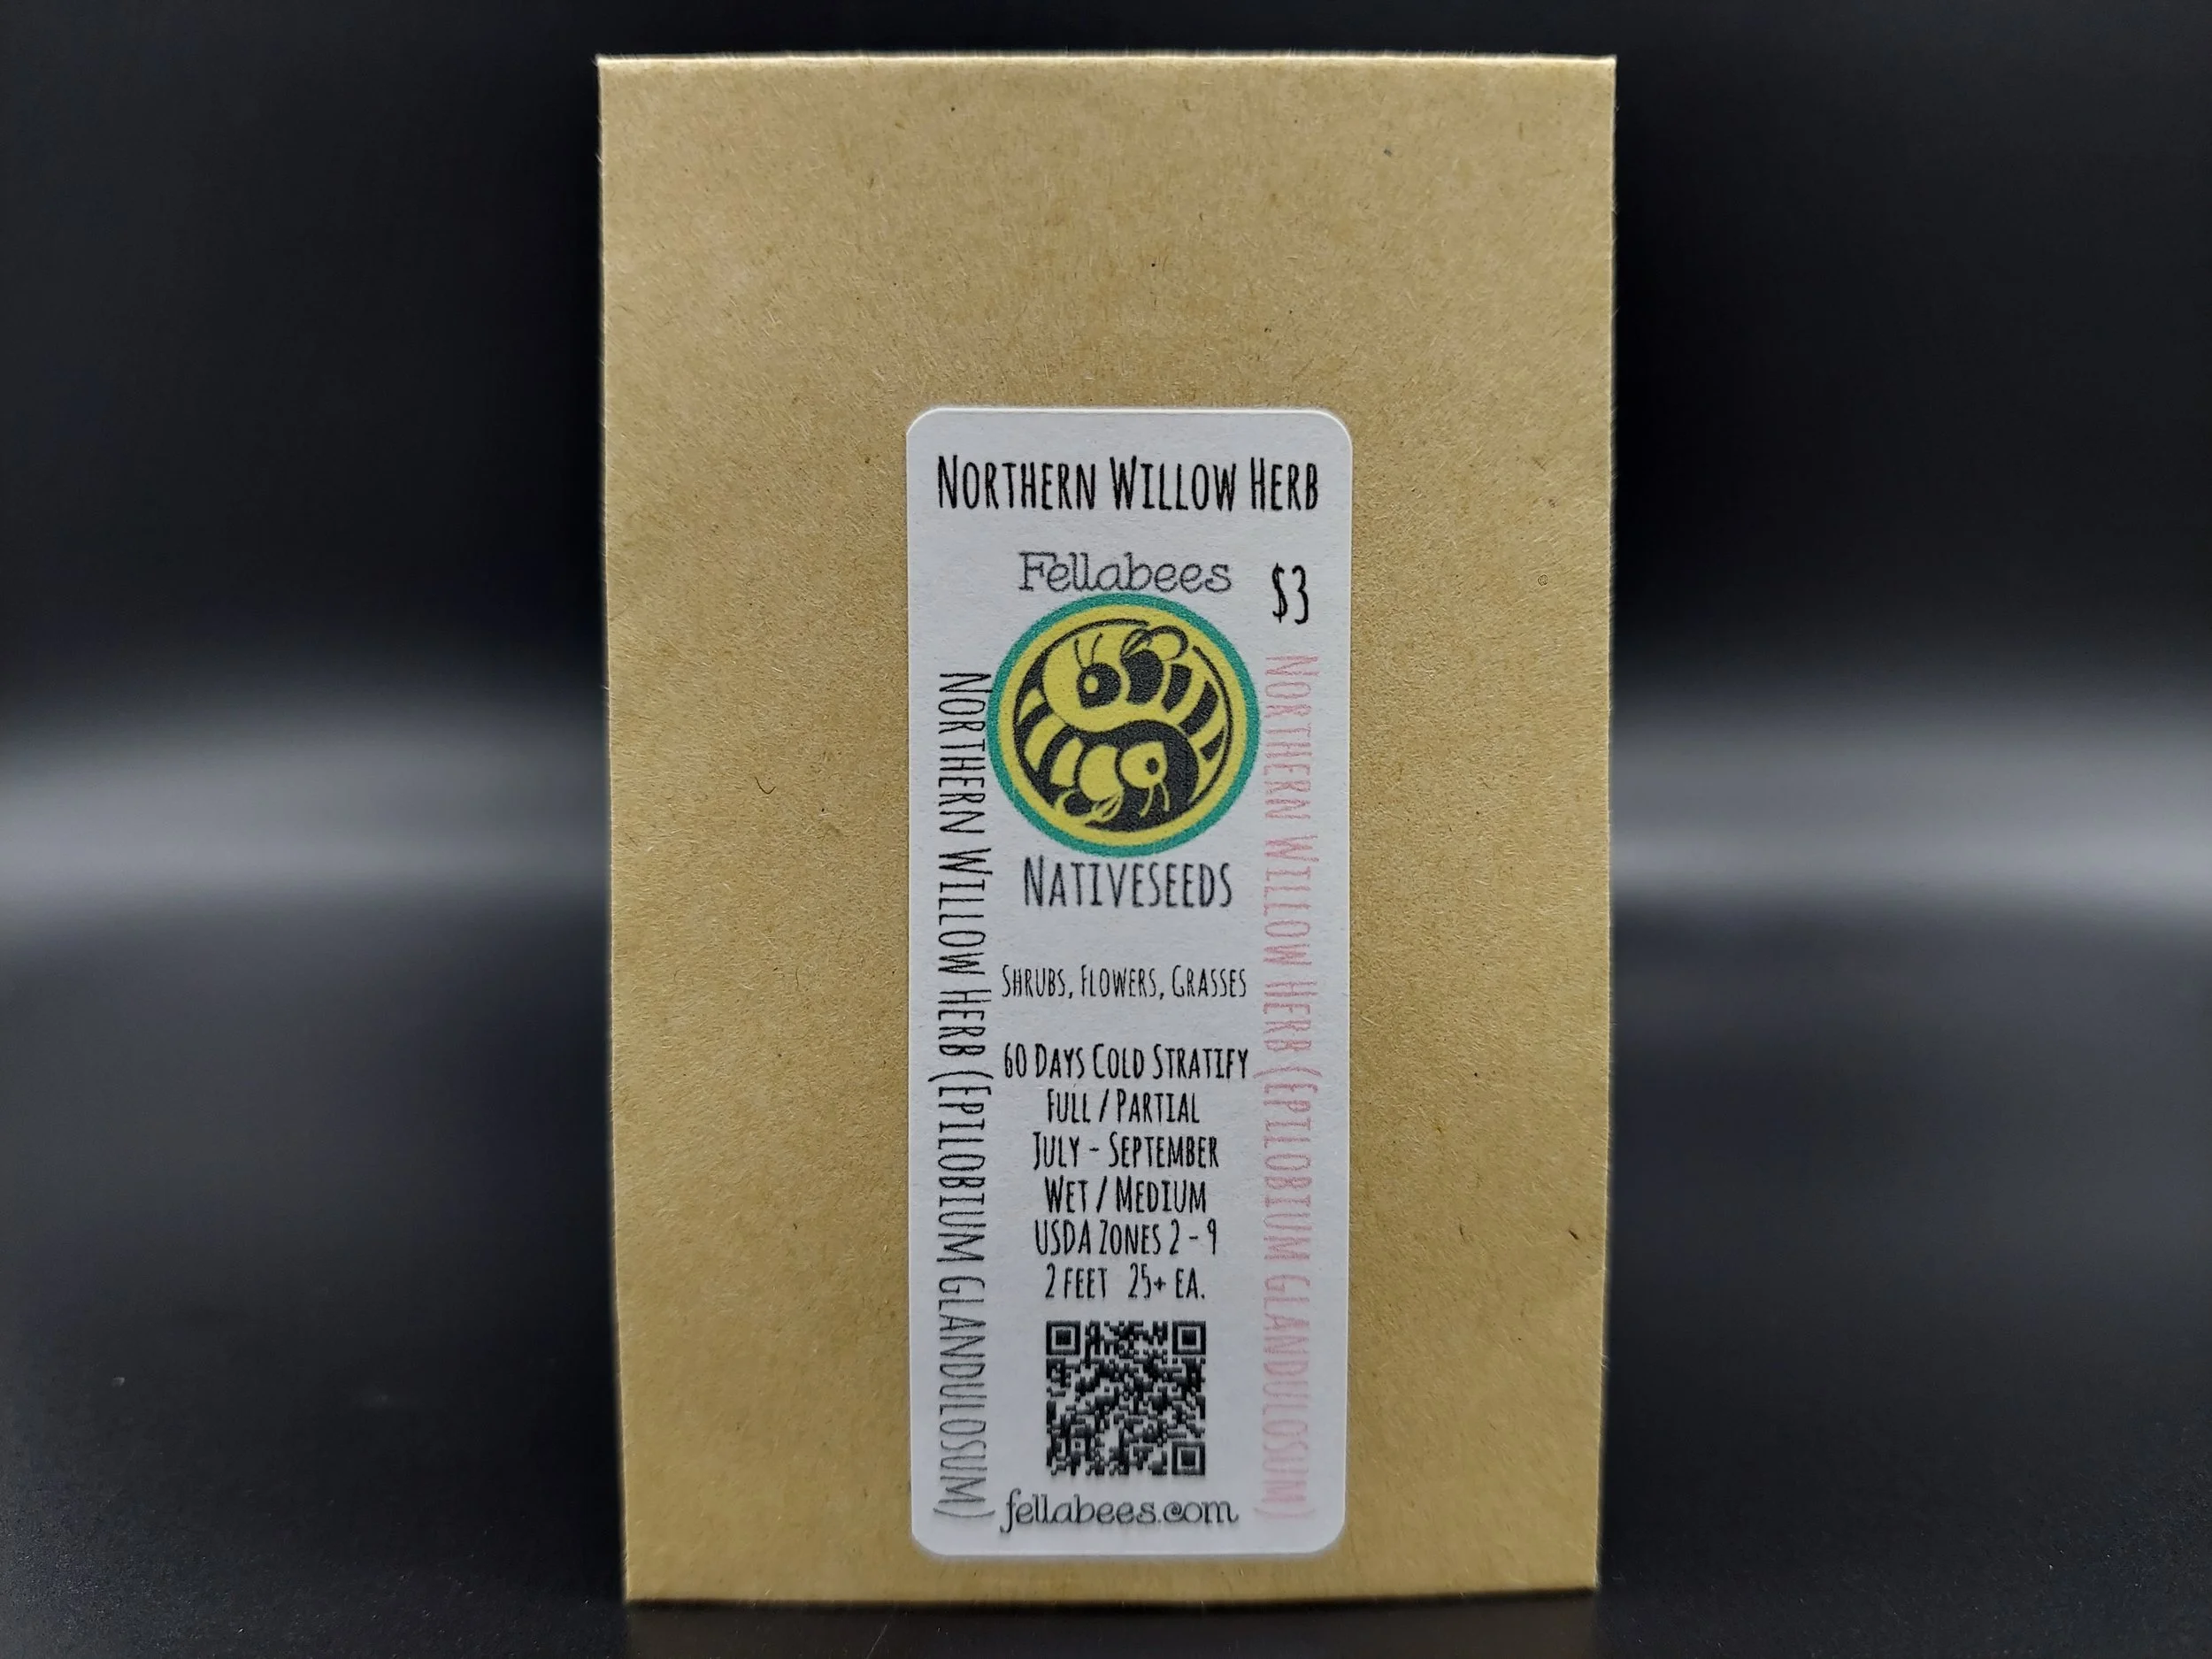 Northern Willow Herb
Fellabees
$3
Northern Willow Herb (Epilobium glandulosum)
Northern Willow Herb (Epilobium glandulosum)
Nativeseeds
Shrubs, Flowers, Grasses
60 Days Cold Stratify
Full / Partial
July - September
Wet / Medium
USDA Zones 2 - 9
2 feet 25+ ea.
fellabees.com